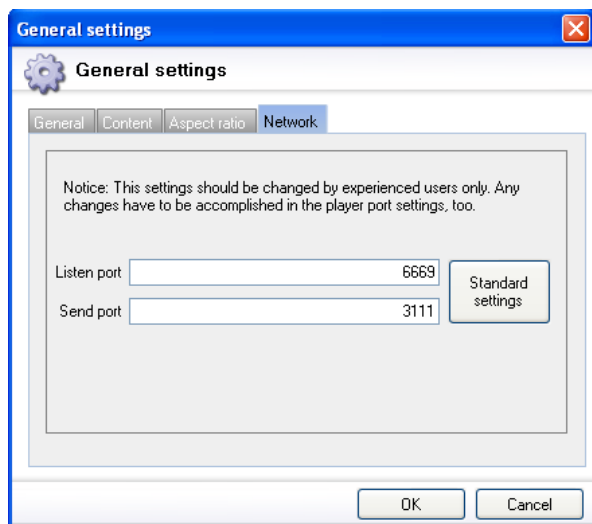 General settings
General settings
General Content Aspect ratio Network
Notice: This settings should be changed by experienced users only. Any
changes have to be accomplished in the player port settings, too.
Listen port 6669
Standard
settings
Send port 3111
OK Cancel